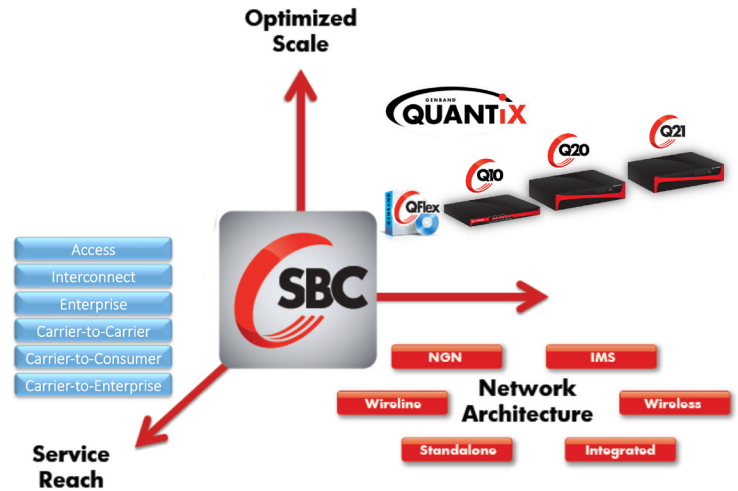 Optimized
Scale
GENBAND
QUANTiX
Q21
Q20
Q10
GENBAND
QFlex
SBC
Access
Interconnect
Enterprise
Carrier-to-Carrier
Carrier-to-Consumer
Carrier-to-Enterprise
NGN
IMS
Network
Architecture
Wireline
Wireless
Standalone
Integrated
Service
Reach